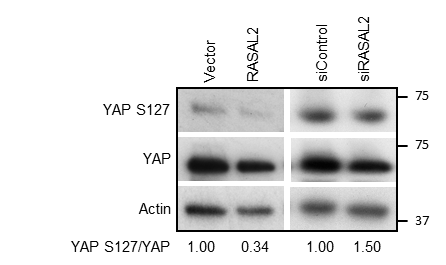 Vector RASAL2 siControl siRASAL2
YAP S127 75
YAP 75
Actin 37
YAP S127/YAP 1.00 0.34 1.00 1.50